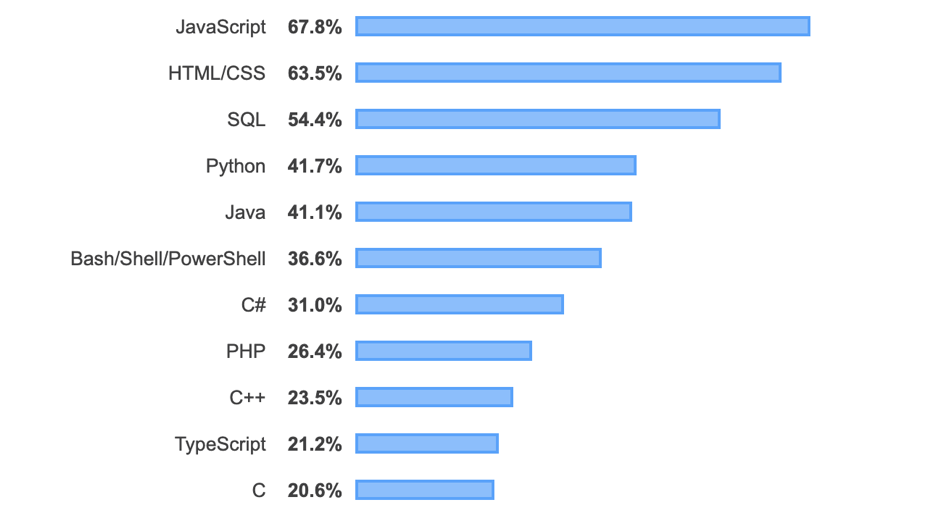 JavaScript 67.8%
HTML/CSS 63.5%
SQL 54.4%
Python 41.7%
Java 41.1%
Bash/Shell/PowerShell 36.6%
C# 31.0%
PHP 26.4%
C++ 23.5%
TypeScript 21.2%
C 20.6%